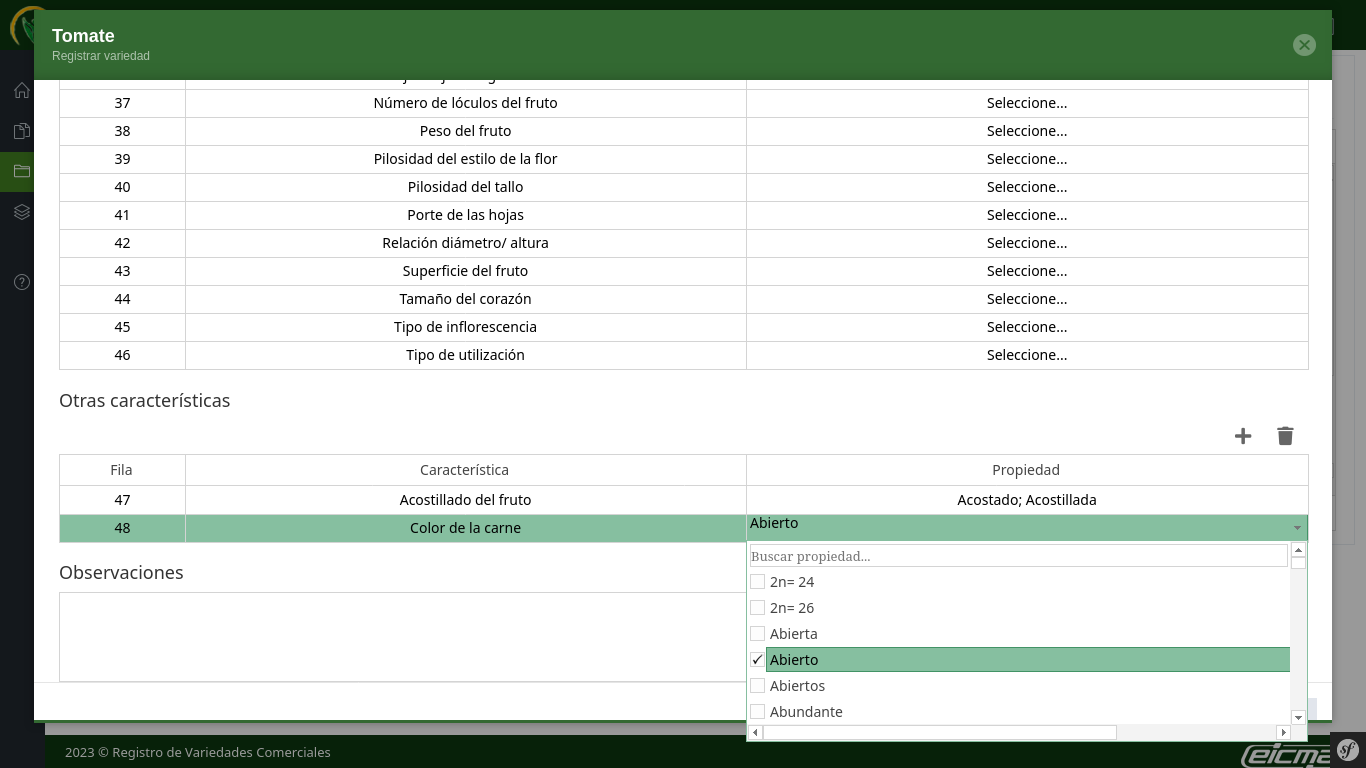 Tomate
Registrar variedad
37 Número de lóculos del fruto Seleccione...
38 Peso del fruto Seleccione...
39 Pilosidad del estilo de la flor Seleccione...
40 Pilosidad del tallo Seleccione...
41 Porte de las hojas Seleccione...
42 Relación diámetro/ altura Seleccione...
43 Superficie del fruto Seleccione...
44 Tamaño del corazón Seleccione...
45 Tipo de inflorescencia Seleccione...
46 Tipo de utilización Seleccione...
Otras características
Fila Característica Propiedad
47 Acostillado del fruto Acostado; Acostillada
48 Color de la carne Abierto
Buscar propiedad...
2n= 24
2n= 26
Abierta
Abierto
Abiertos
Abundante
Observaciones
2023 © Registro de Variedades Comerciales
sf